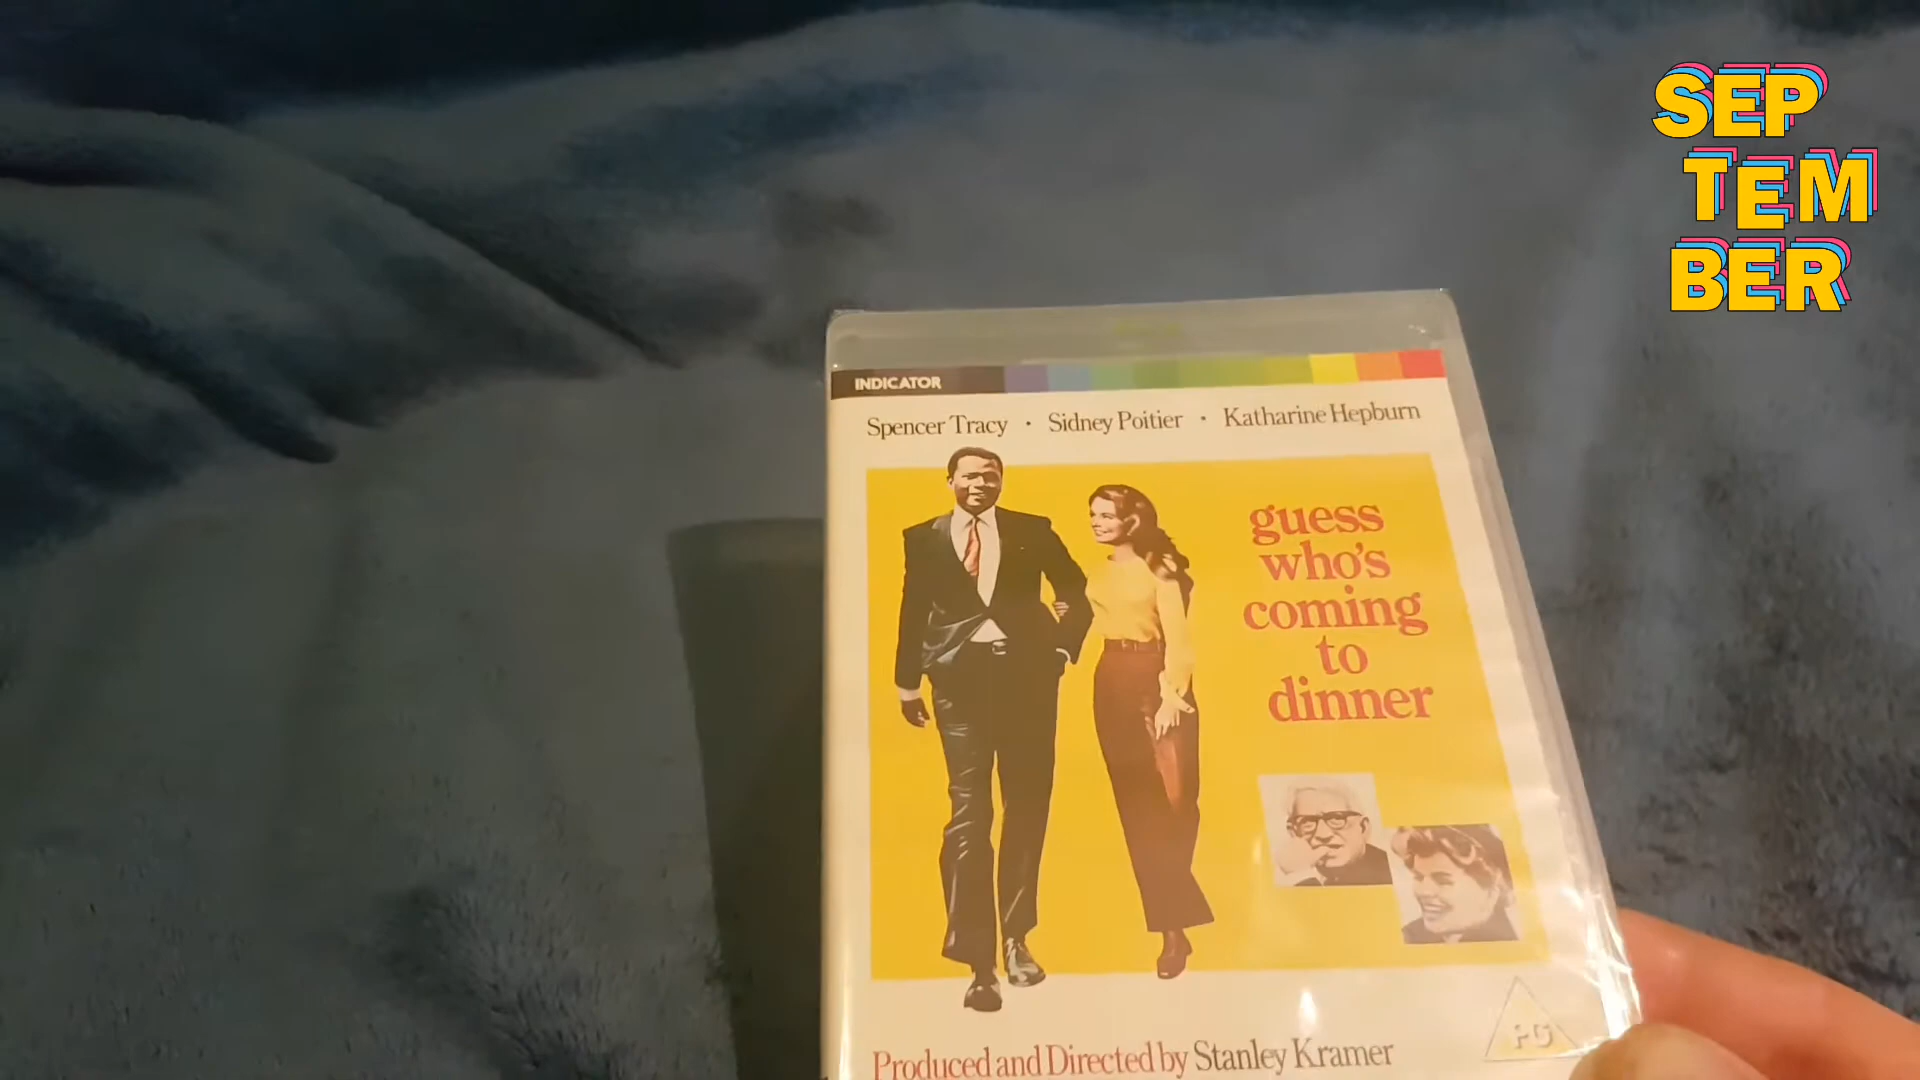 SEP
TEM
BER
INDICATOR
Spencer Tracy · Sidney Poitier · Katharine Hepburn
guess
who's
coming
to
dinner
PG
Produced and Directed by Stanley Kramer